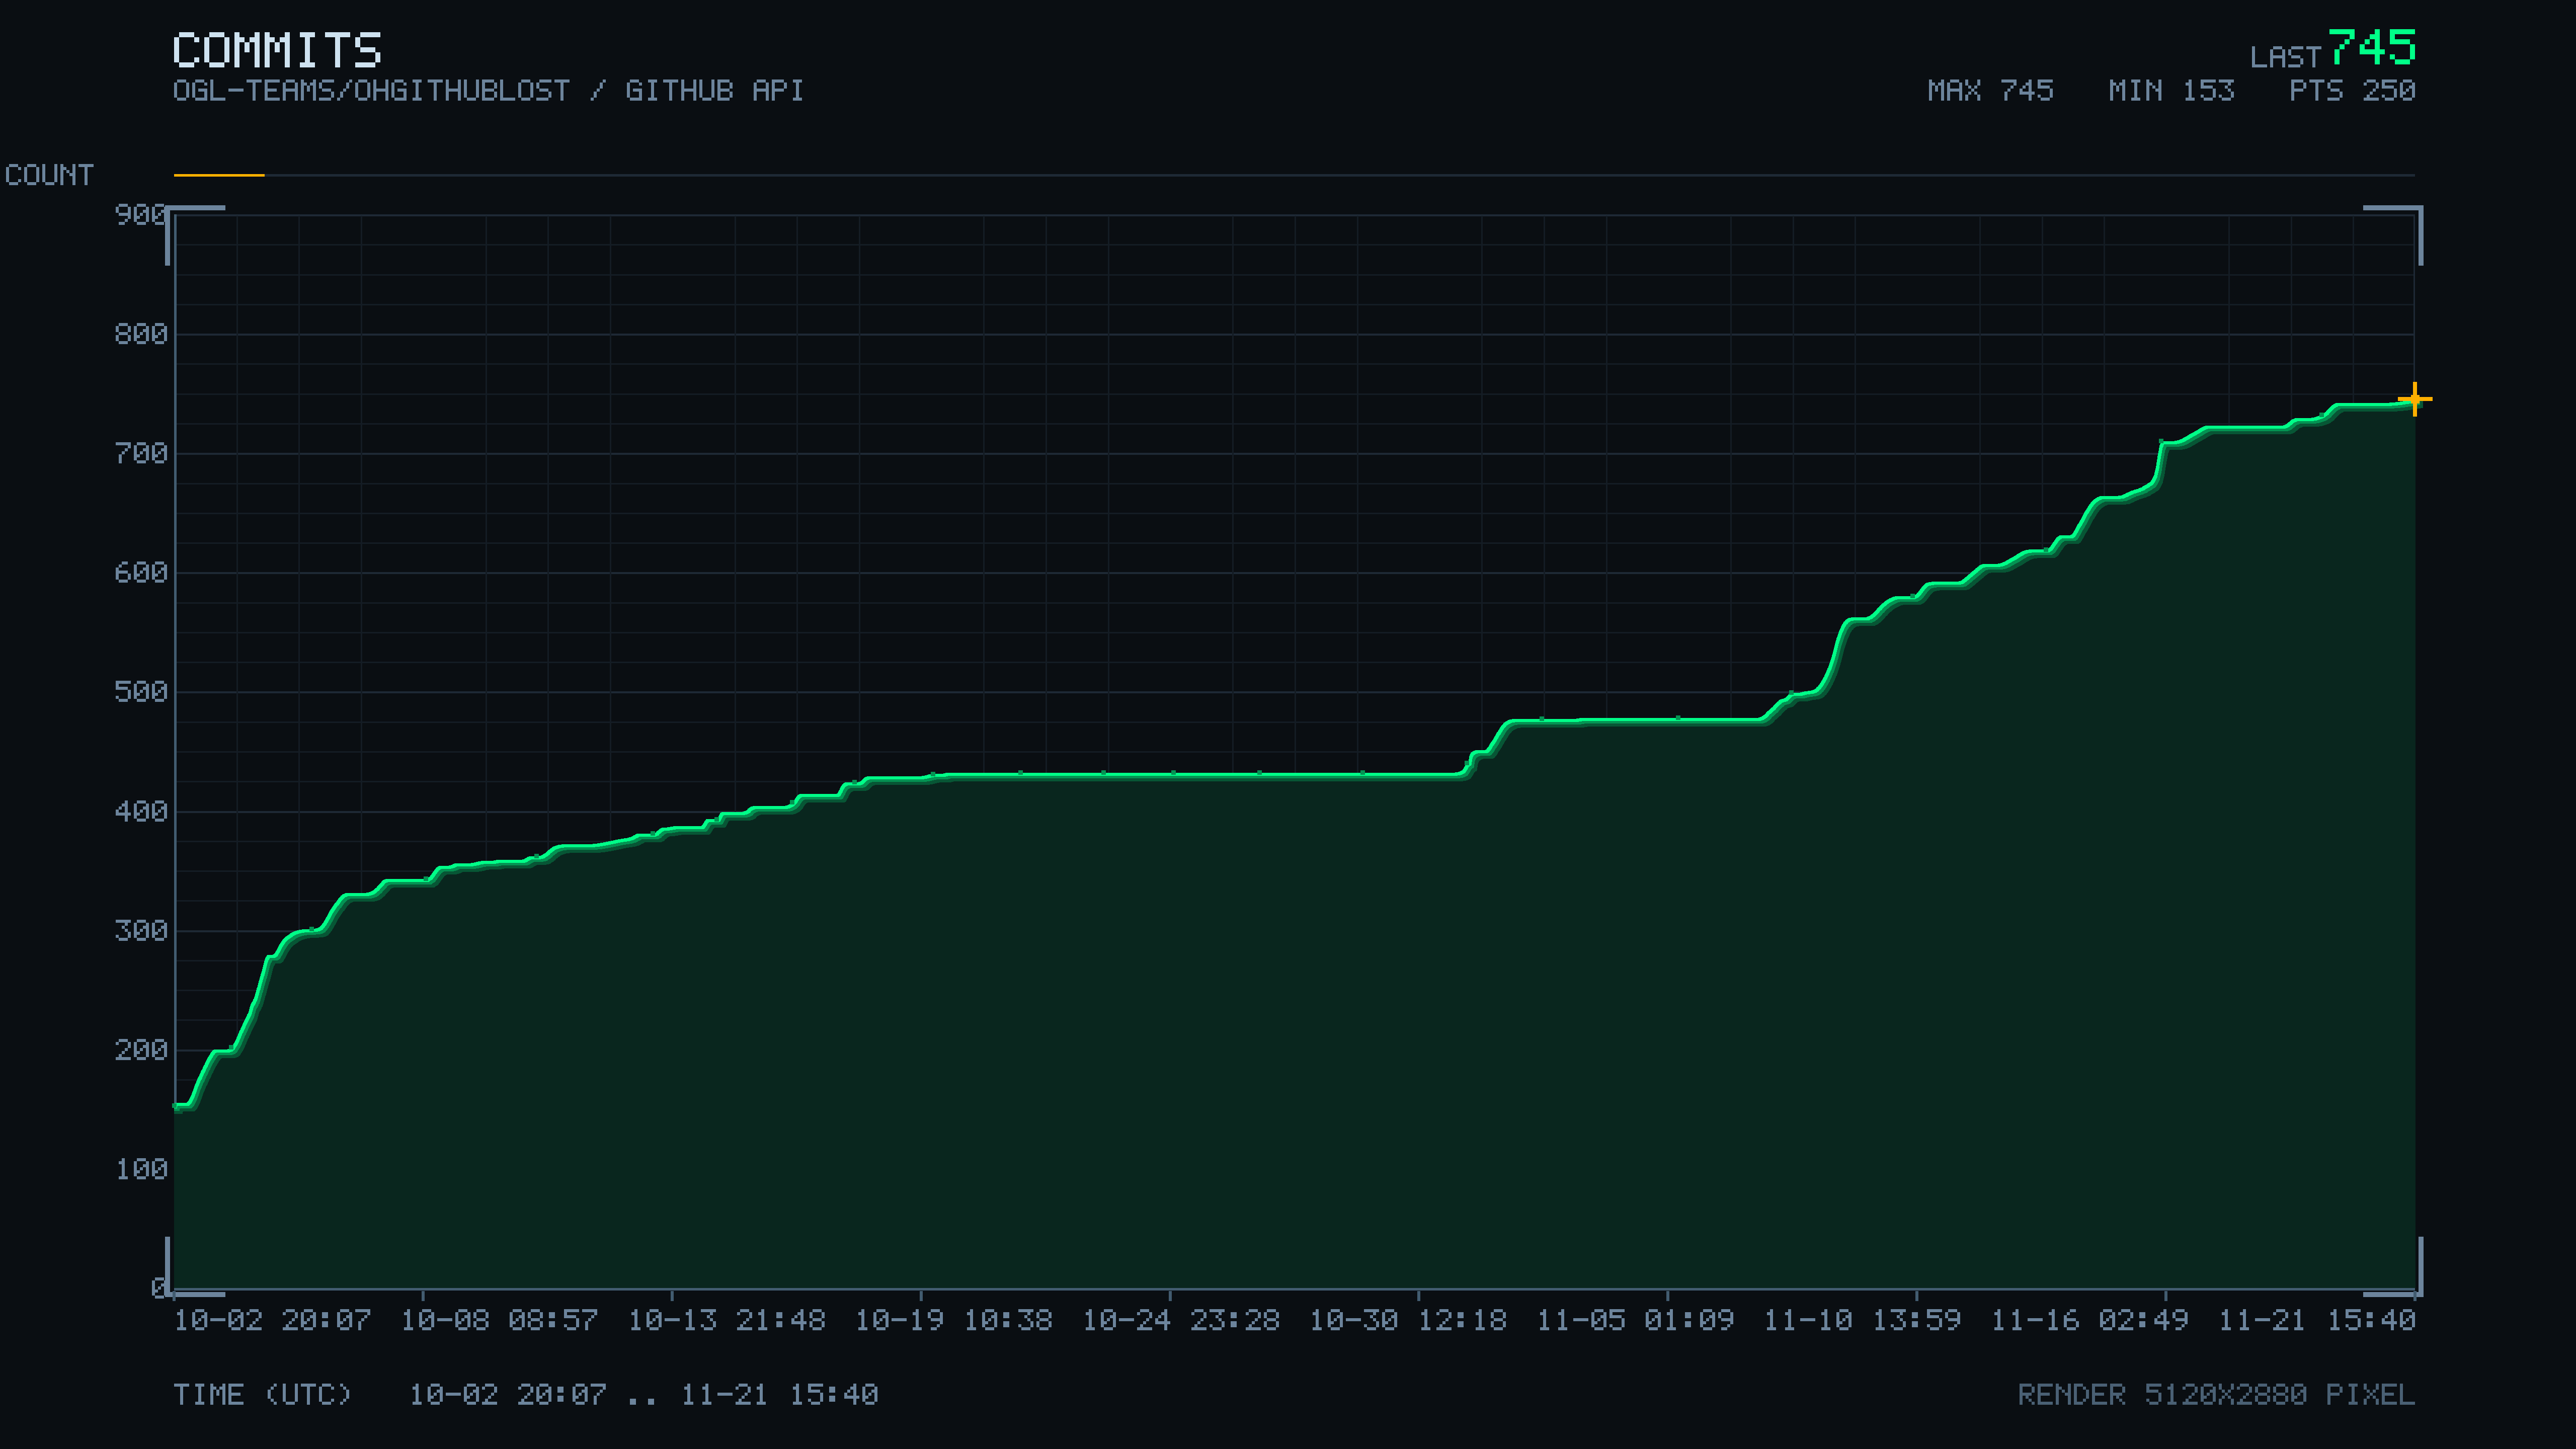 COMMITS
LAST 745
OGL-TEAMS/OHGITHUBLOST / GITHUB API
MAX 745 MIN 153 PTS 250
COUNT
900
800
700
600
500
400
300
200
100
0
10-02 20:07 10-08 08:57 10-13 21:48 10-19 10:38 10-24 23:28 10-30 12:18 11-05 01:09 11-10 13:59 11-16 02:49 11-21 15:40
TIME (UTC) 10-02 20:07 .. 11-21 15:40
RENDER 5120X2880 PIXEL